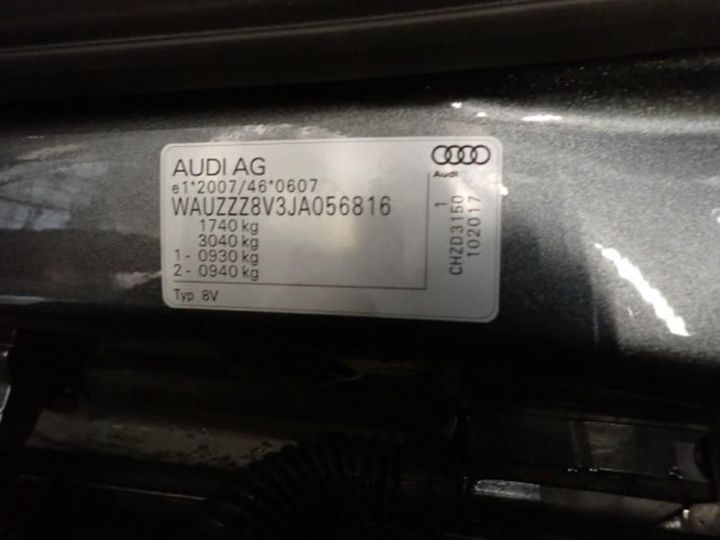 AUDI AG
Audi
e1*2007/46*0607
WAUZZZ8V3JA056816
1740 kg
3040 kg
1 - 0930 kg
2 - 0940 kg
Typ 8V
CHZD3150 1
102017